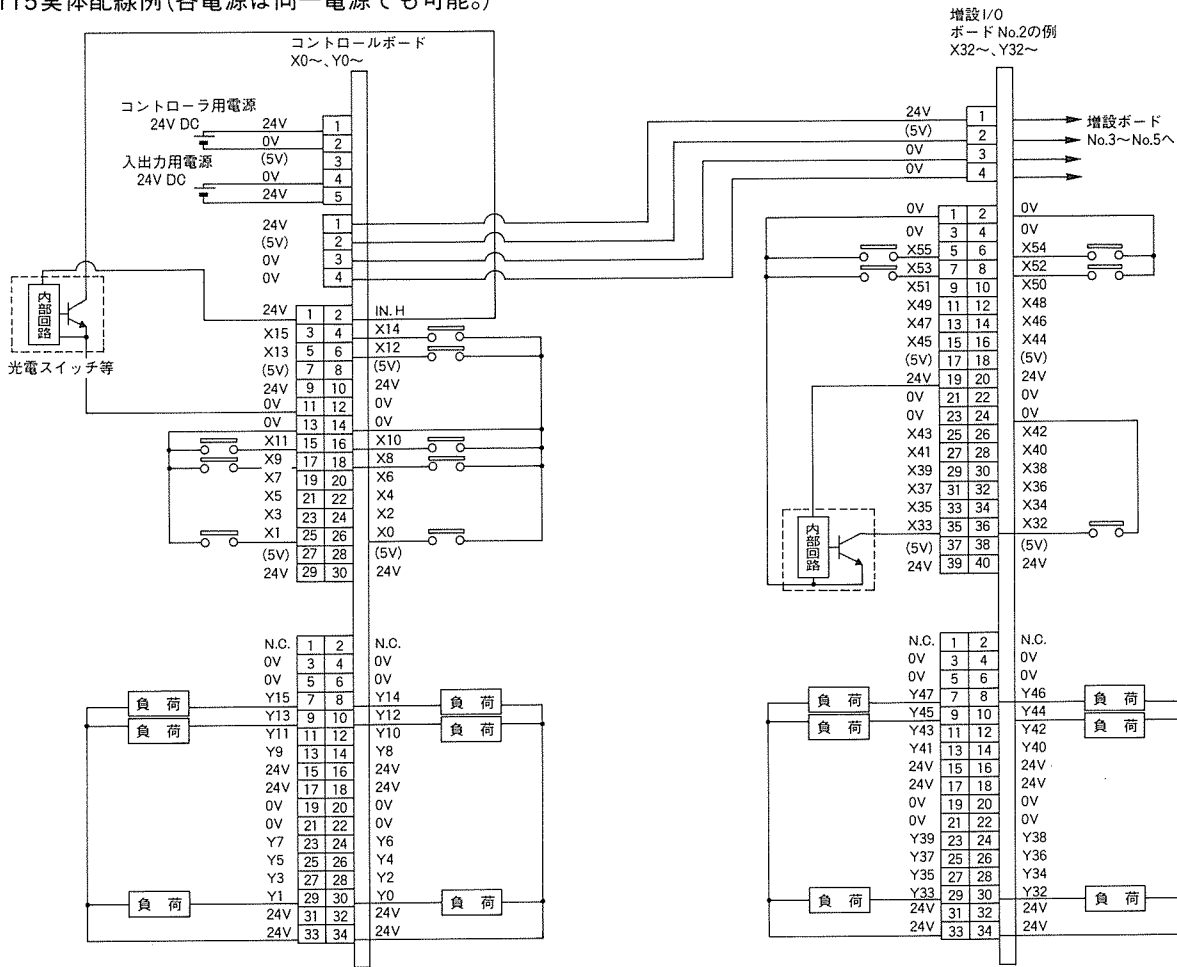 115実体配線例(各電源は同一電源でも可能。)
コントロールボード
X0～、Y0～
コントローラ用電源
24V DC
入出力用電源
24V DC
24V 1
0V 2
(5V) 3
0V 4
24V 5
24V 1
(5V) 2
0V 3
0V 4
内部回路
光電スイッチ等
24V 1 2 IN. H
X15 3 4 X14
X13 5 6 X12
(5V) 7 8 (5V)
24V 9 10 24V
0V 11 12 0V
0V 13 14 0V
X11 15 16 X10
X9 17 18 X8
X7 19 20 X6
X5 21 22 X4
X3 23 24 X2
X1 25 26 X0
(5V) 27 28 (5V)
24V 29 30 24V
N.C. 1 2 N.C.
0V 3 4 0V
0V 5 6 0V
負荷 Y15 7 8 Y14 負荷
負荷 Y13 9 10 Y12 負荷
Y11 11 12 Y10
Y9 13 14 Y8
24V 15 16 24V
24V 17 18 24V
0V 19 20 0V
0V 21 22 0V
Y7 23 24 Y6
Y5 25 26 Y4
Y3 27 28 Y2
負荷 Y1 29 30 Y0 負荷
24V 31 32 24V
24V 33 34 24V
増設I/O
ボード No.2の例
X32～、Y32～
24V 1
(5V) 2
0V 3
0V 4
増設ボード
No.3～No.5へ
0V 1 2 0V
0V 3 4 0V
X55 5 6 X54
X53 7 8 X52
X51 9 10 X50
X49 11 12 X48
X47 13 14 X46
X45 15 16 X44
(5V) 17 18 (5V)
24V 19 20 24V
0V 21 22 0V
0V 23 24 0V
X43 25 26 X42
X41 27 28 X40
X39 29 30 X38
X37 31 32 X36
X35 33 34 X34
X33 35 36 X32
(5V) 37 38 (5V)
24V 39 40 24V
内部回路
N.C. 1 2 N.C.
0V 3 4 0V
0V 5 6 0V
負荷 Y47 7 8 Y46 負荷
負荷 Y45 9 10 Y44 負荷
Y43 11 12 Y42
Y41 13 14 Y40
24V 15 16 24V
24V 17 18 24V
0V 19 20 0V
0V 21 22 0V
Y39 23 24 Y38
Y37 25 26 Y36
Y35 27 28 Y34
負荷 Y33 29 30 Y32 負荷
24V 31 32 24V
24V 33 34 24V